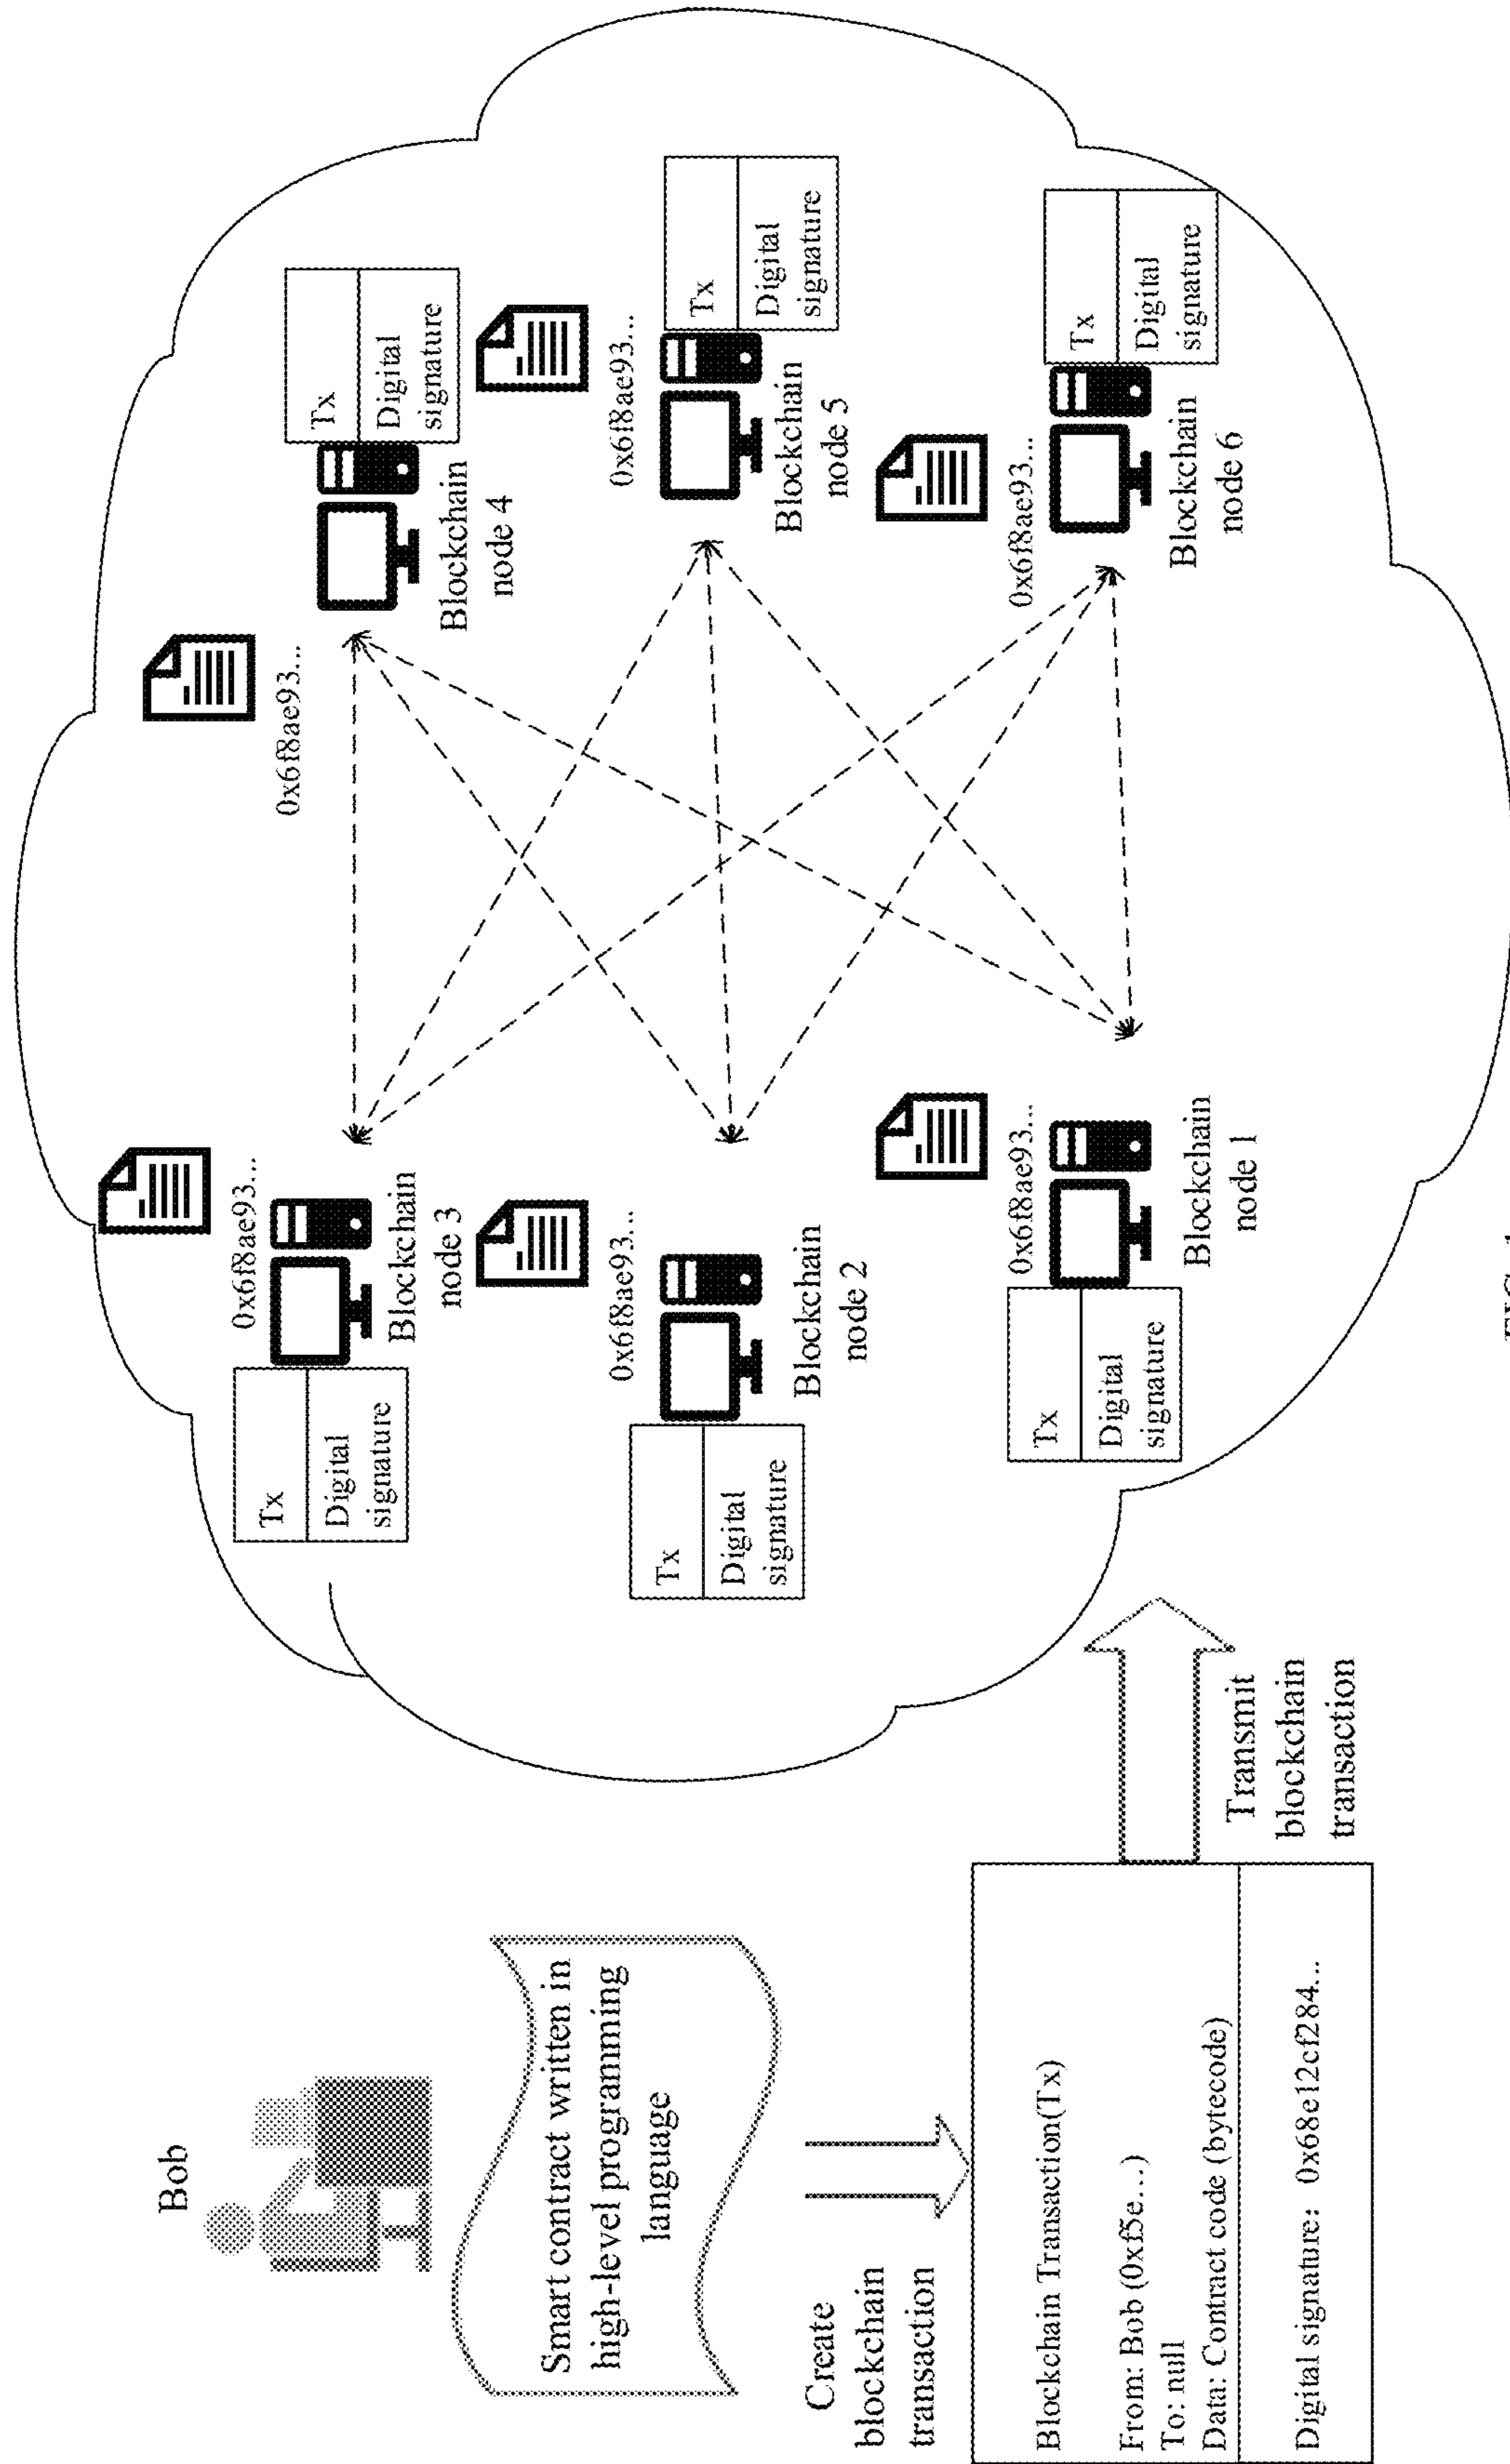 Bob
Smart contract written in
high-level programming
language
Create
blockchain
transaction
Blockchain Transaction(Tx)
From: Bob (0xf5e...)
To: null
Data: Contract code (bytecode)
Digital signature: 0x68e12cf284...
Transmit
blockchain
transaction
0x6f8ae93...
Tx
Digital
signature
Blockchain
node 3
0x6f8ae93...
Tx
Digital
signature
Blockchain
node 2
0x6f8ae93...
Tx
Digital
signature
Blockchain
node 1
0x6f8ae93...
Tx
Digital
signature
Blockchain
node 4
0x6f8ae93...
Tx
Digital
signature
Blockchain
node 5
0x6f8ae93...
Tx
Digital
signature
Blockchain
node 6